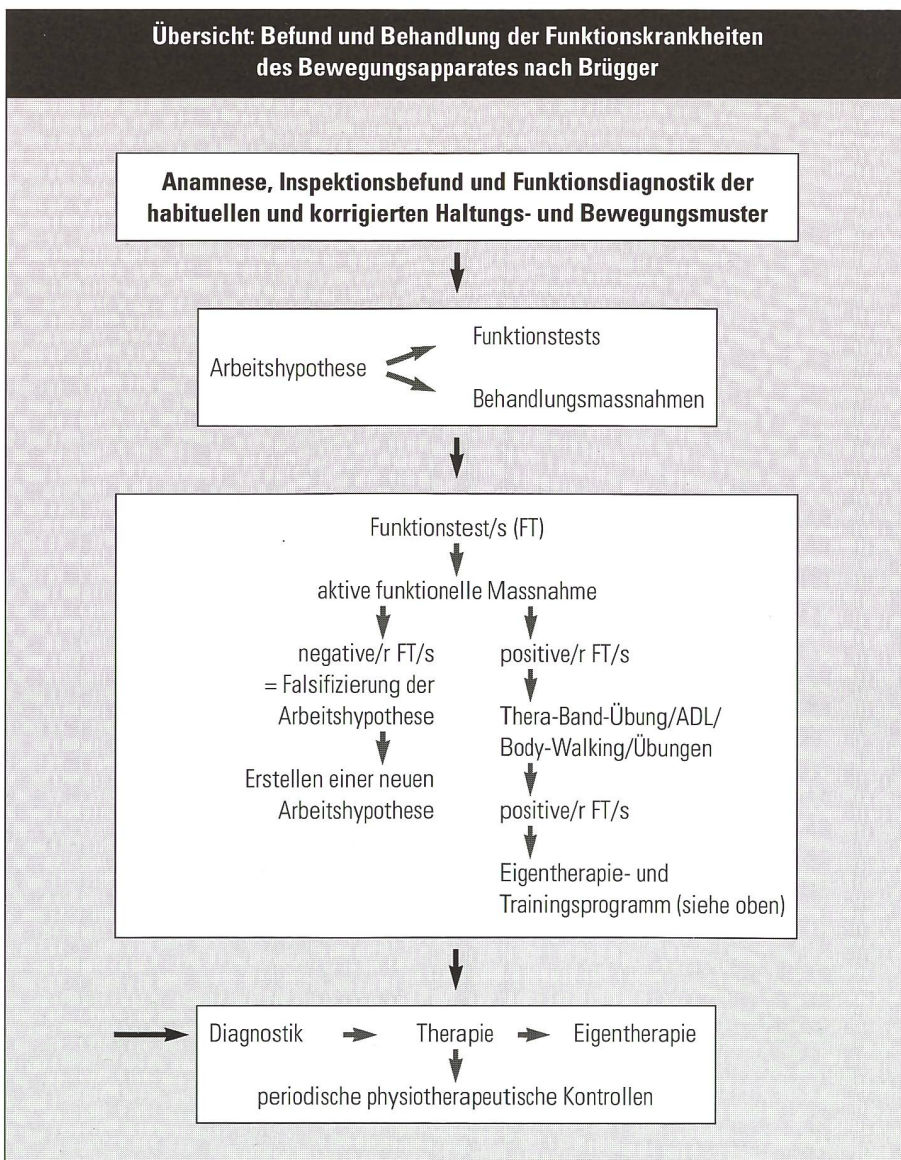 Übersicht: Befund und Behandlung der Funktionskrankheiten
des Bewegungsapparates nach Brügger
Anamnese, Inspektionsbefund und Funktionsdiagnostik der
habituellen und korrigierten Haltungs- und Bewegungsmuster
Funktionstests
Arbeitshypothese
Behandlungsmassnahmen
Funktionstest/s (FT)
aktive funktionelle Massnahme
negative/r FT/s
= Falsifizierung der
Arbeitshypothese
Erstellen einer neuen
Arbeitshypothese
positive/r FT/s
Thera-Band-Übung/ADL/
Body-Walking/Übungen
positive/r FT/s
Eigentherapie- und
Trainingsprogramm (siehe oben)
Diagnostik Therapie Eigentherapie
periodische physiotherapeutische Kontrollen